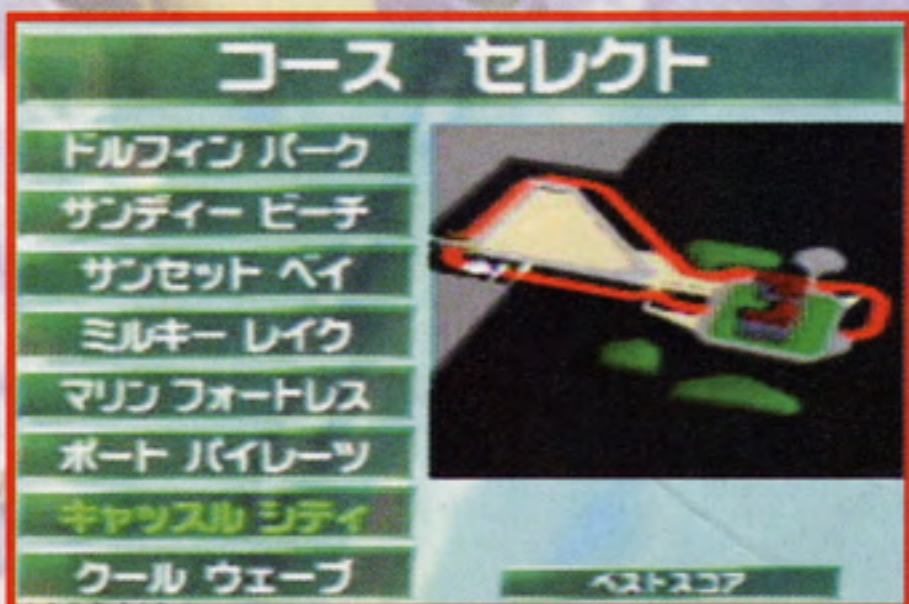 コース セレクト
ドルフィン パーク
サンディー ビーチ
サンセット ベイ
ミルキー レイク
マリン フォートレス
ポート パイレーツ
キャッスル シティ
クール ウェーブ
ベストスコア